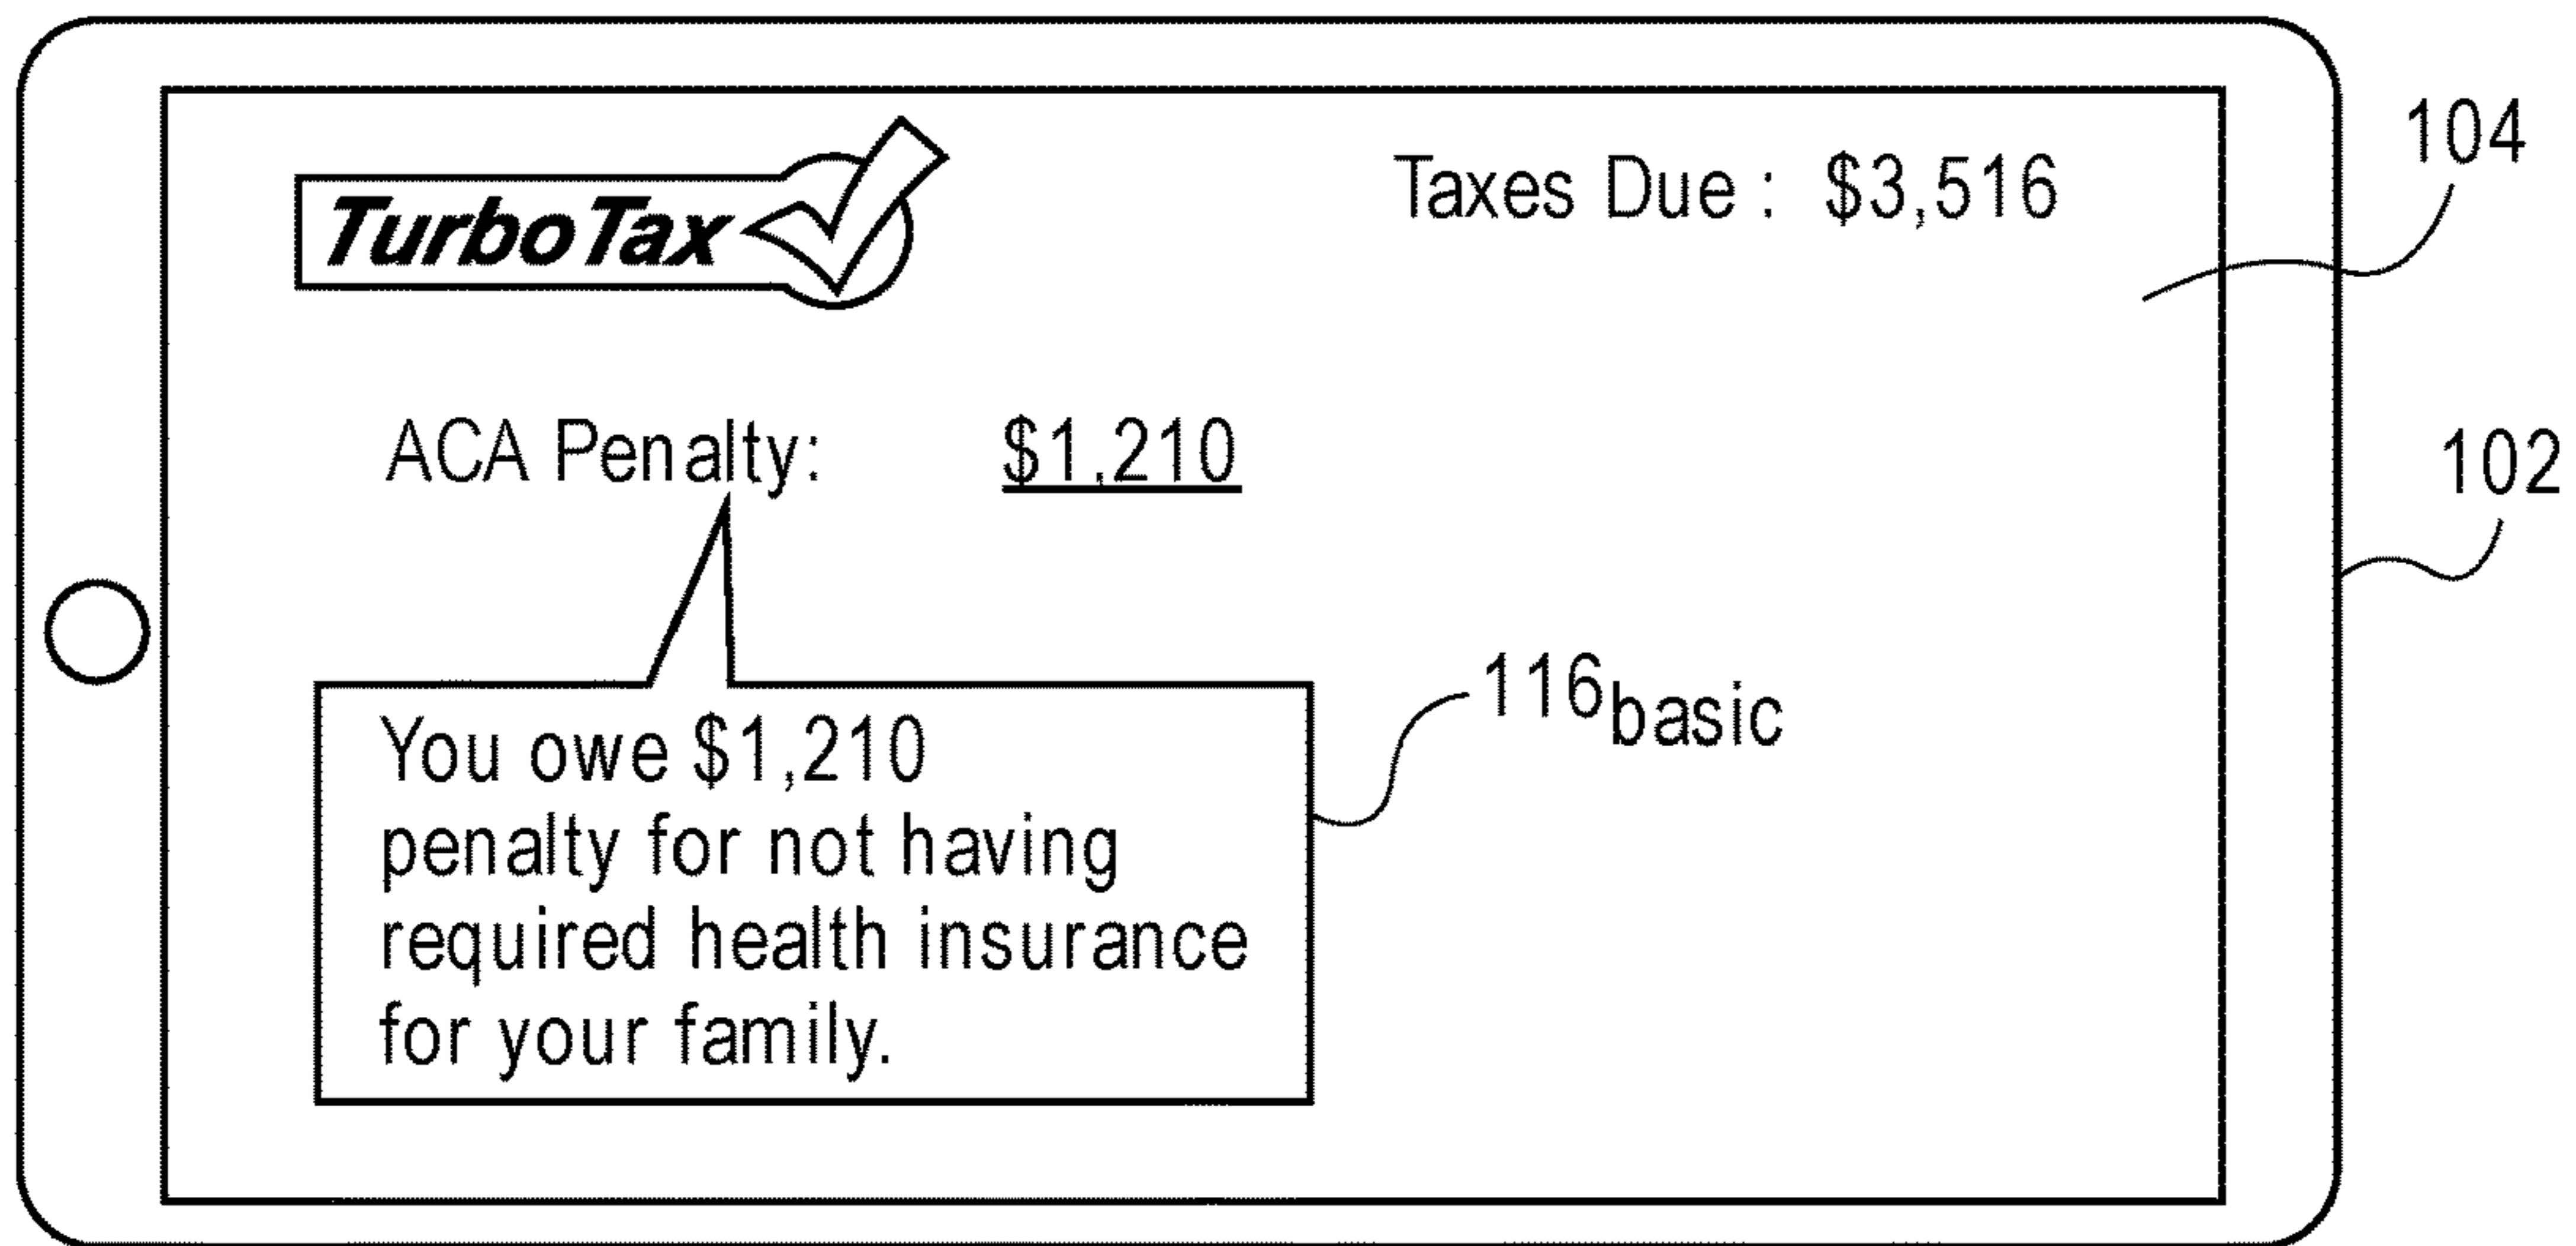 TurboTax
Taxes Due : $3,516
104
ACA Penalty: $1,210
102
116basic
You owe $1,210
penalty for not having
required health insurance
for your family.